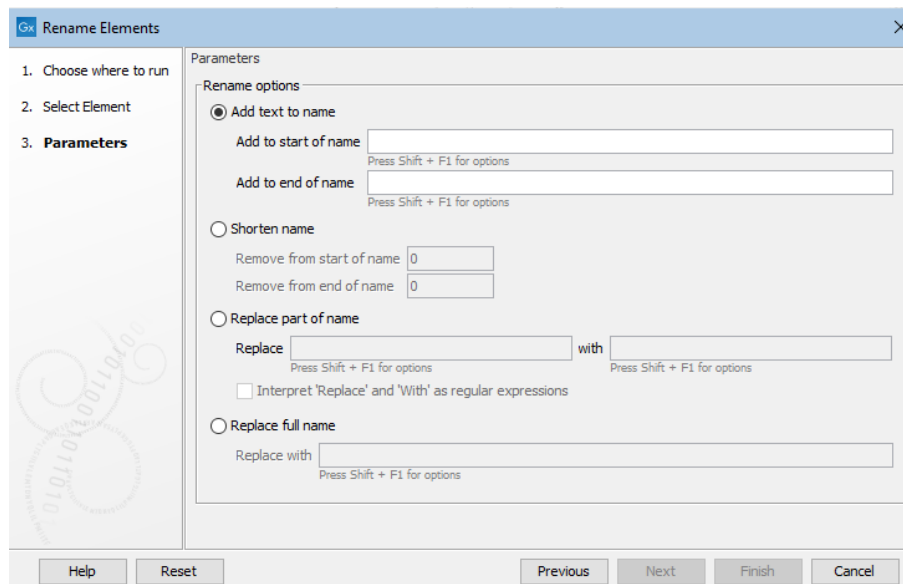 Gx Rename Elements
1. Choose where to run
2. Select Element
3. Parameters
Parameters
Rename options
Add text to name
Add to start of name
Press Shift + F1 for options
Add to end of name
Press Shift + F1 for options
Shorten name
Remove from start of name 0
Remove from end of name 0
Replace part of name
Replace with
Press Shift + F1 for options Press Shift + F1 for options
Interpret 'Replace' and 'With' as regular expressions
Replace full name
Replace with
Press Shift + F1 for options
Help Reset Previous Next Finish Cancel